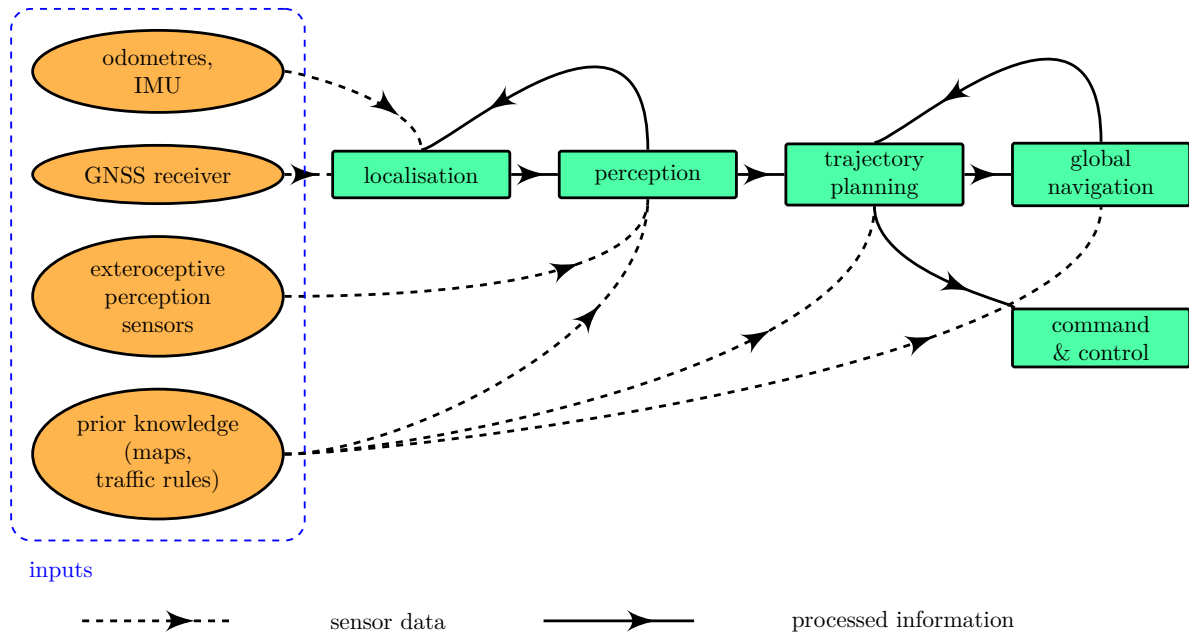 odometres,
IMU
GNSS receiver
exteroceptive
perception
sensors
prior knowledge
(maps,
traffic rules)
inputs
localisation
perception
trajectory
planning
global
navigation
command
& control
sensor data
processed information